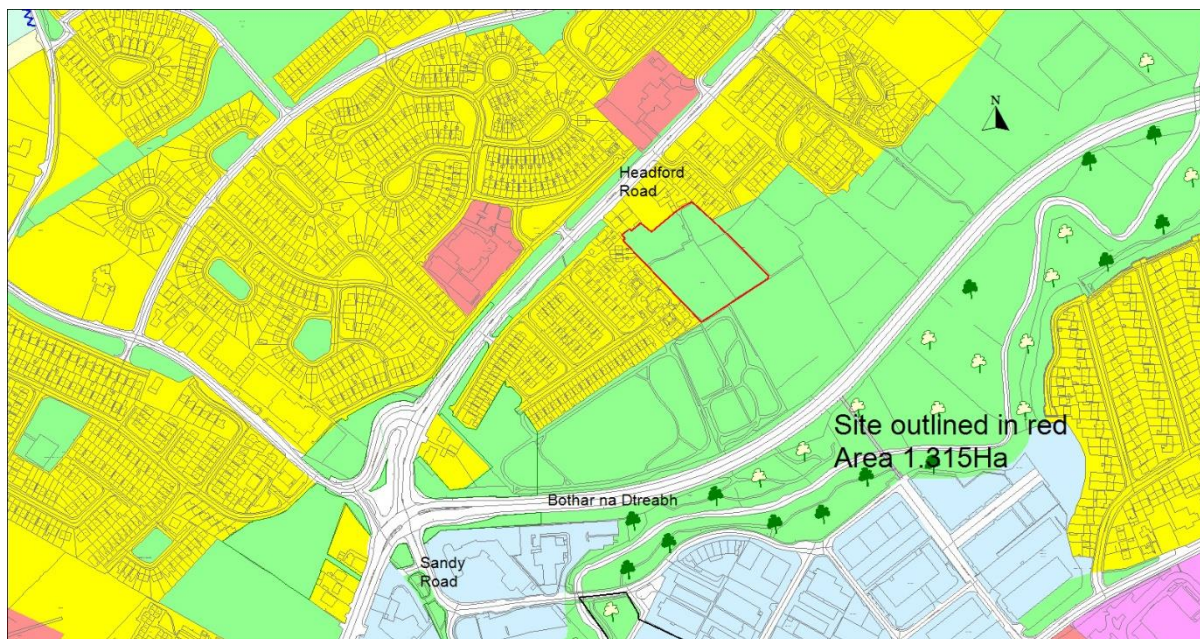 N
Headford
Road
Site outlined in red
Area 1.315Ha
Bothar na Dtreabh
Sandy
Road